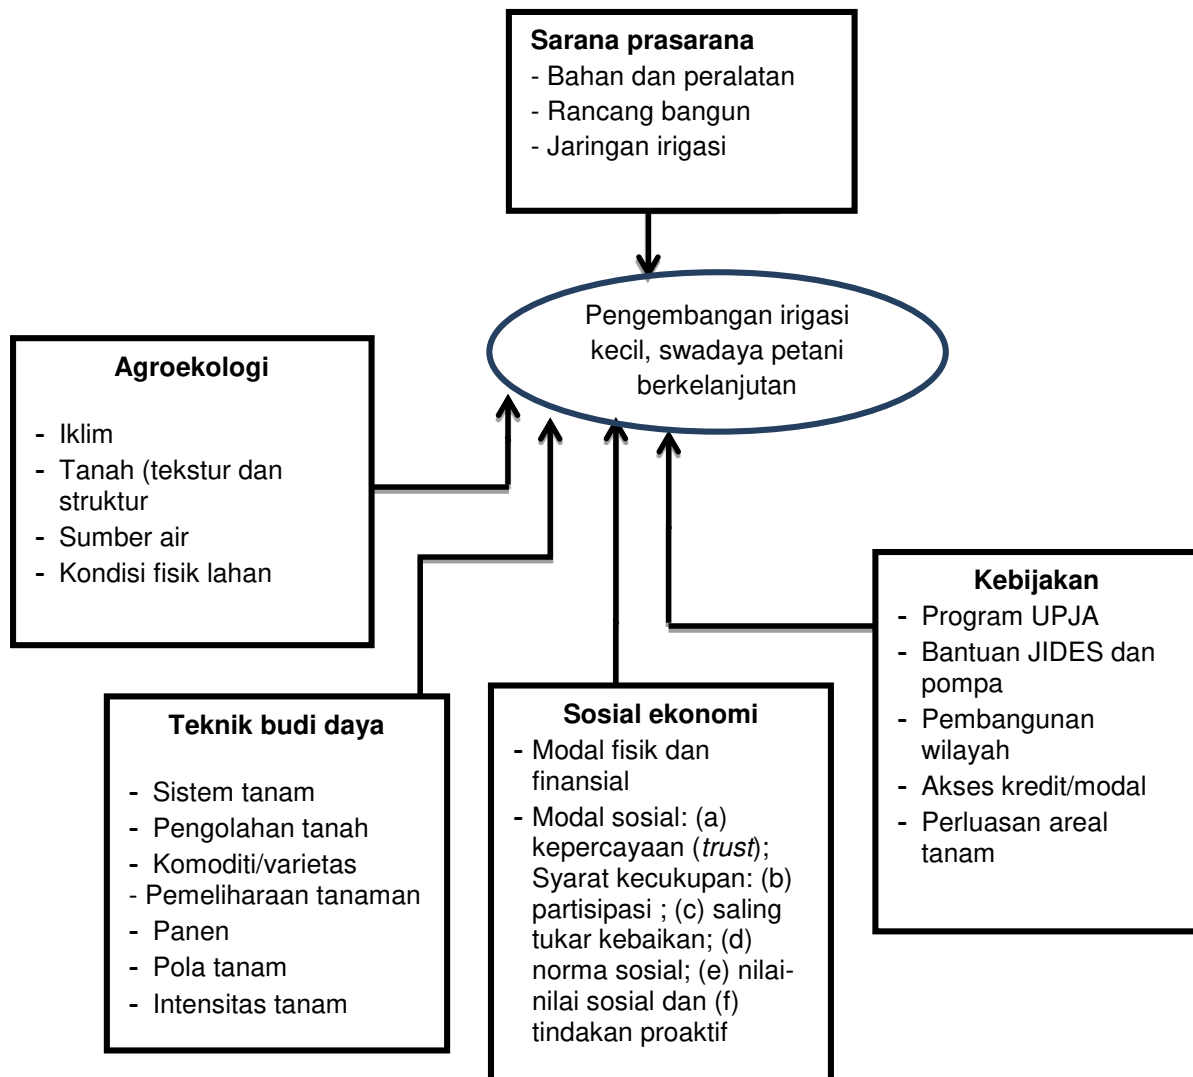 Sarana prasarana
- Bahan dan peralatan
- Rancang bangun
- Jaringan irigasi
Pengembangan irigasi
kecil, swadaya petani
berkelanjutan
Agroekologi
- Iklim
- Tanah (tekstur dan
struktur
- Sumber air
- Kondisi fisik lahan
Teknik budi daya
- Sistem tanam
- Pengolahan tanah
- Komoditi/varietas
- Pemeliharaan tanaman
- Panen
- Pola tanam
- Intensitas tanam
Sosial ekonomi
- Modal fisik dan
finansial
- Modal sosial: (a)
kepercayaan (trust);
Syarat kecukupan: (b)
partisipasi ; (c) saling
tukar kebaikan; (d)
norma sosial; (e) nilai-
nilai sosial dan (f)
tindakan proaktif
Kebijakan
- Program UPJA
- Bantuan JIDES dan
pompa
- Pembangunan
wilayah
- Akses kredit/modal
- Perluasan areal
tanam